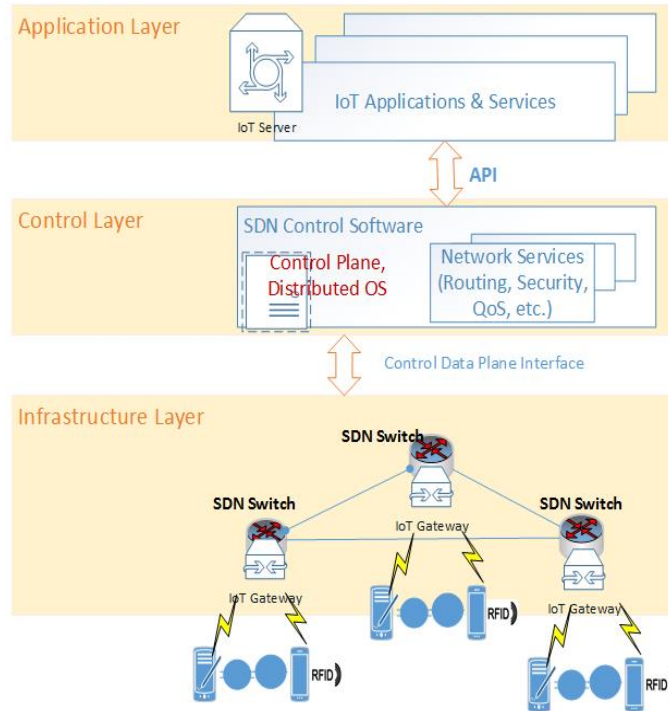 Application Layer
IoT Applications & Services
IoT Server
API
Control Layer
SDN Control Software
Control Plane,
Distributed OS
Network Services
(Routing, Security,
QoS, etc.)
Control Data Plane Interface
Infrastructure Layer
SDN Switch
SDN Switch
SDN Switch
IoT Gateway
IoT Gateway
IoT Gateway
RFID
RFID
RFID